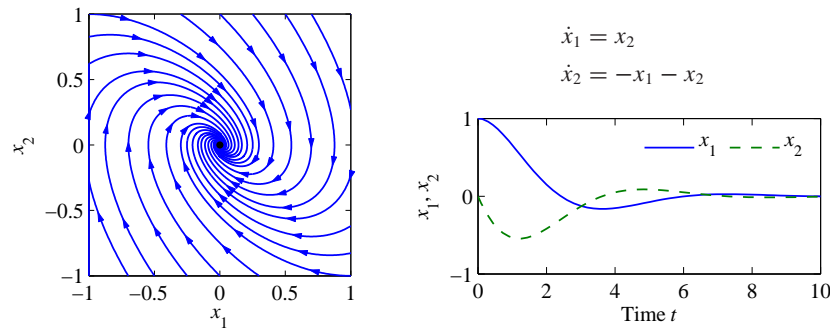 1
0.5
0
−0.5
−1
−1 −0.5 0 0.5 1
x₁
x₂
ẋ₁ = x₂
ẋ₂ = −x₁ − x₂
1
0
−1
x₁, x₂
x₁ x₂
0 2 4 6 8 10
Time t